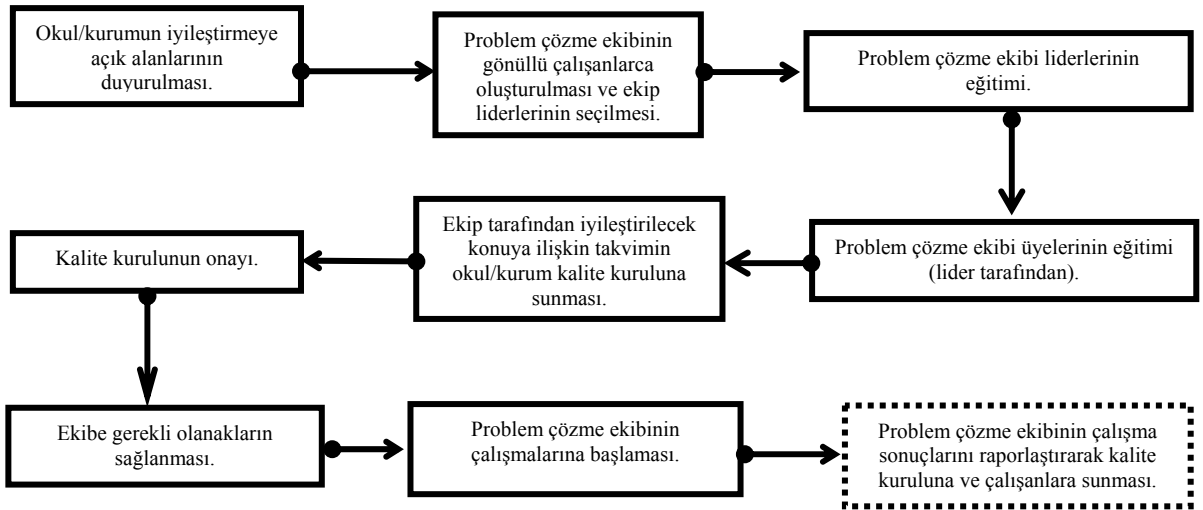 Okul/kurumun iyileştirmeye
açık alanlarının
duyurulması.
Problem çözme ekibinin
gönüllü çalışanlarca
oluşturulması ve ekip
liderlerinin seçilmesi.
Problem çözme ekibi liderlerinin
eğitimi.
Problem çözme ekibi üyelerinin eğitimi
(lider tarafından).
Ekip tarafından iyileştirilecek
konuya ilişkin takvimin
okul/kurum kalite kuruluna
sunması.
Kalite kurulunun onayı.
Ekibe gerekli olanakların
sağlanması.
Problem çözme ekibinin
çalışmalarına başlaması.
Problem çözme ekibinin çalışma
sonuçlarını raporlaştırarak kalite
kuruluna ve çalışanlara sunması.